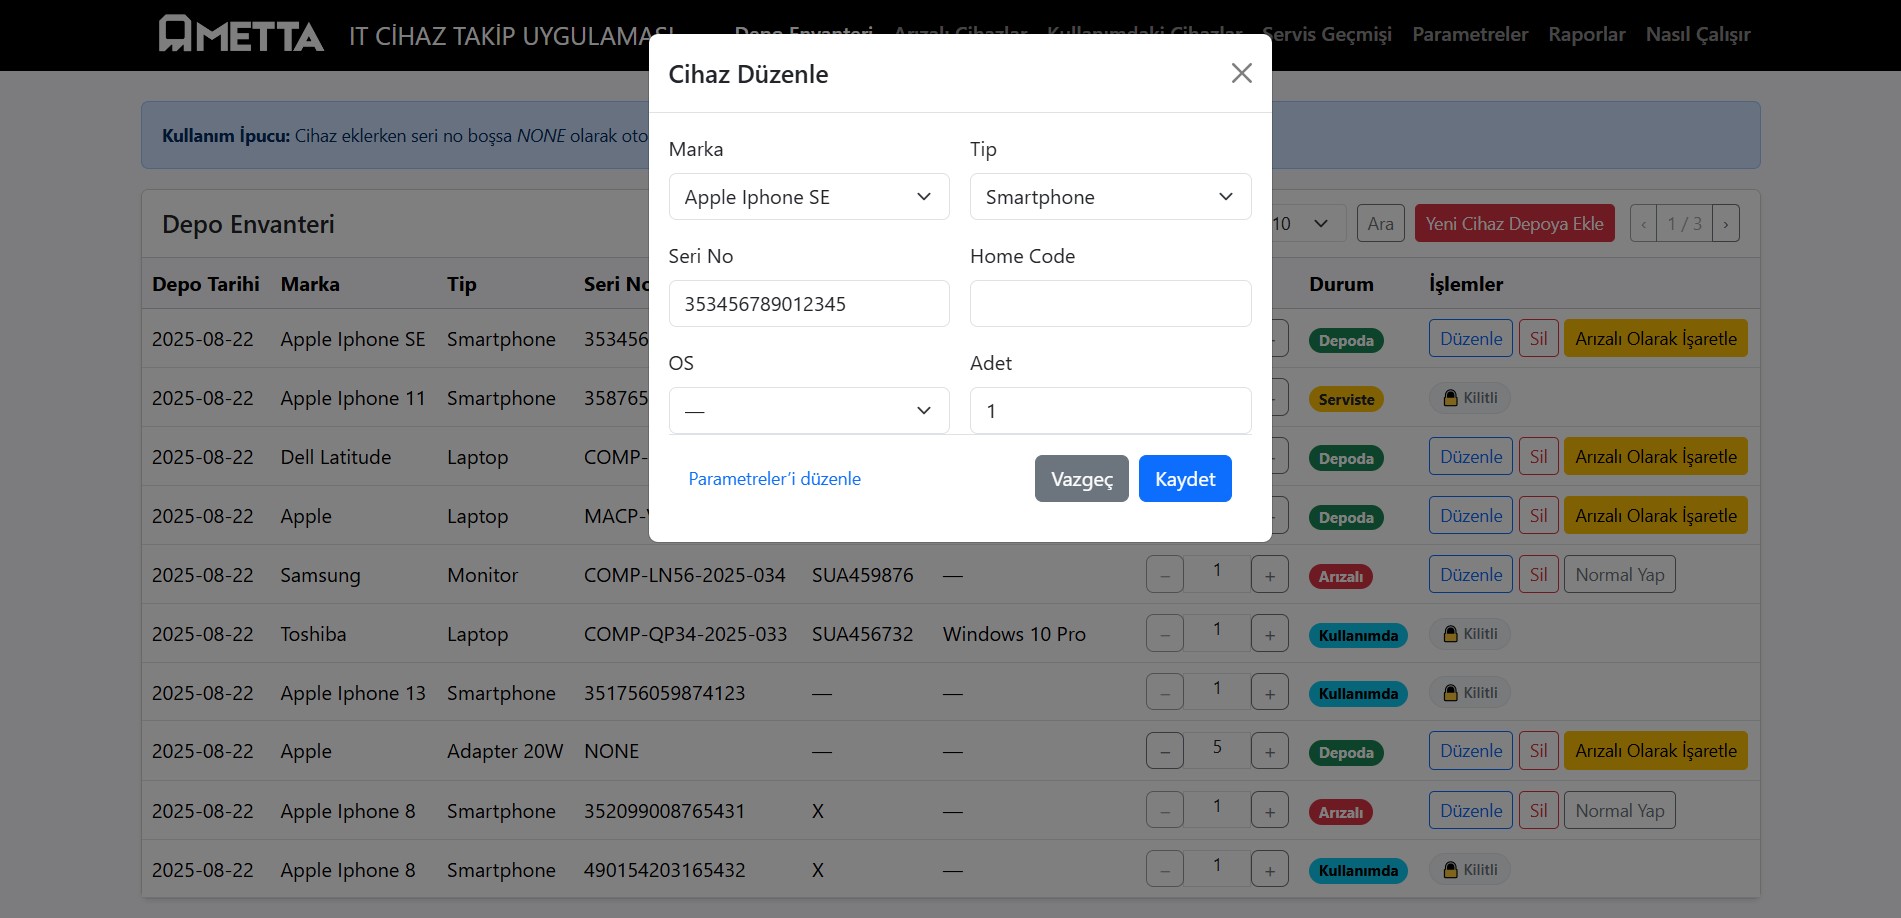 METTA IT CİHAZ TAKİP UYGULAMASI Depo Envanteri Arızalı Cihazlar Kullanımdaki Cihazlar Servis Geçmişi Parametreler Raporlar Nasıl Çalışır
Cihaz Düzenle
Kullanım İpucu: Cihaz eklerken seri no boşsa NONE olarak oto
Marka
Tip
Apple Iphone SE
Smartphone
Seri No
Home Code
353456789012345
OS
Adet
—
1
Parametreler’i düzenle
Vazgeç
Kaydet
Depo Envanteri
10
Ara
Yeni Cihaz Depoya Ekle
‹ 1 / 3 ›
Depo Tarihi Marka Tip Seri No Durum İşlemler
2025-08-22 Apple Iphone SE Smartphone 353456 Depoda Düzenle Sil Arızalı Olarak İşaretle
2025-08-22 Apple Iphone 11 Smartphone 358765 Serviste Kilitli
2025-08-22 Dell Latitude Laptop COMP- Depoda Düzenle Sil Arızalı Olarak İşaretle
2025-08-22 Apple Laptop MACP- Depoda Düzenle Sil Arızalı Olarak İşaretle
2025-08-22 Samsung Monitor COMP-LN56-2025-034 SUA459876 — − 1 + Arızalı Düzenle Sil Normal Yap
2025-08-22 Toshiba Laptop COMP-QP34-2025-033 SUA456732 Windows 10 Pro − 1 + Kullanımda Kilitli
2025-08-22 Apple Iphone 13 Smartphone 351756059874123 — — − 1 + Kullanımda Kilitli
2025-08-22 Apple Adapter 20W NONE — — − 5 + Depoda Düzenle Sil Arızalı Olarak İşaretle
2025-08-22 Apple Iphone 8 Smartphone 352099008765431 X — − 1 + Arızalı Düzenle Sil Normal Yap
2025-08-22 Apple Iphone 8 Smartphone 490154203165432 X — − 1 + Kullanımda Kilitli